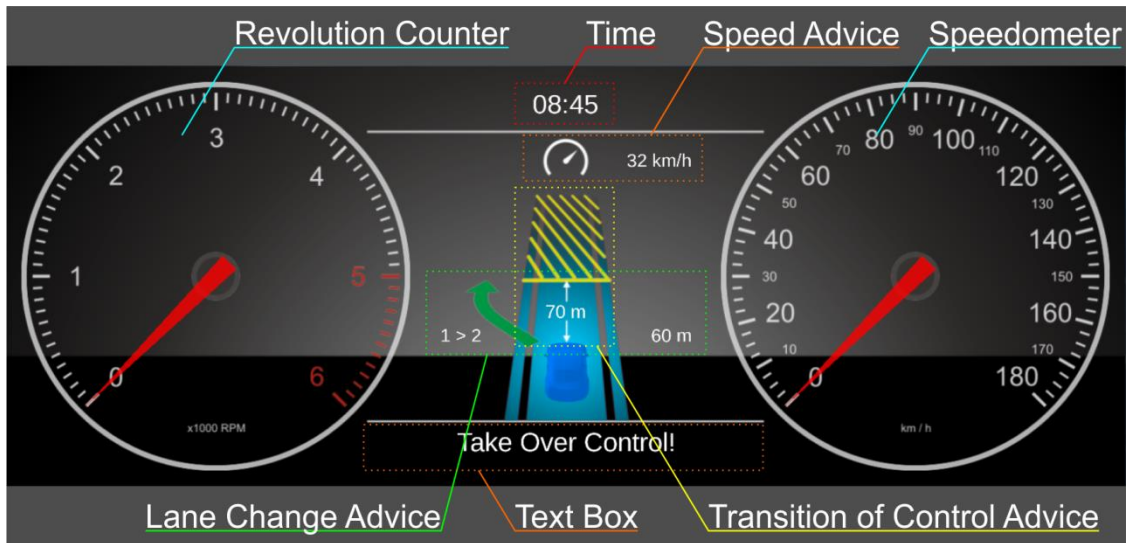 Revolution Counter
Time
Speed Advice
Speedometer
08:45
32 km/h
0
1
2
3
4
5
6
x1000 RPM
70 m
1 > 2
60 m
Take Over Control!
0
10
20
30
40
50
60
70
80
90
100
110
120
130
140
150
160
170
180
km / h
Lane Change Advice
Text Box
Transition of Control Advice